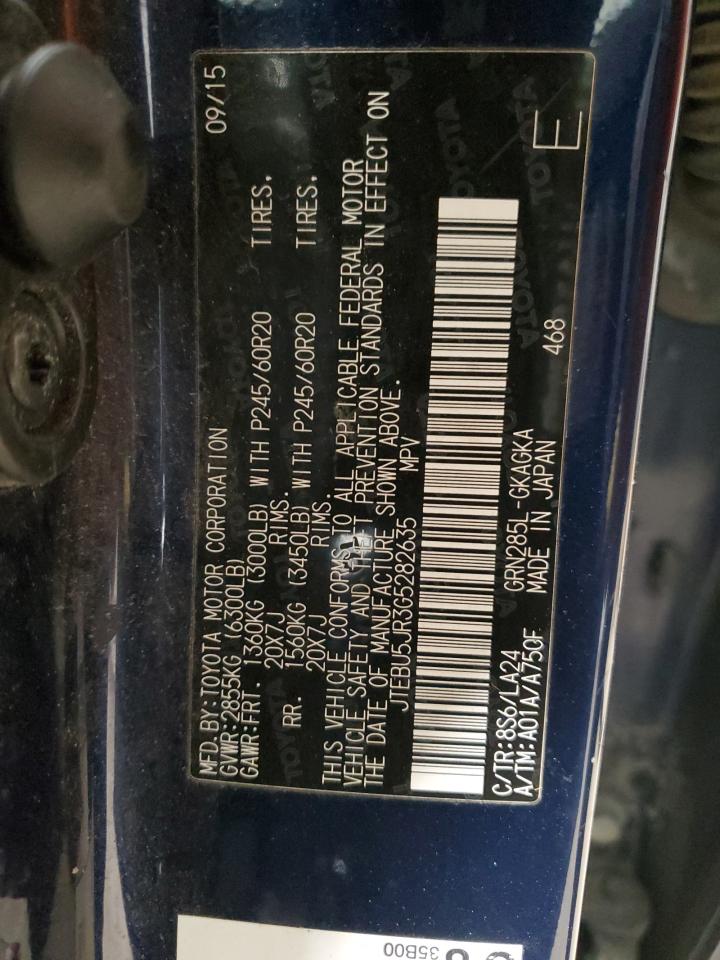 MFD.BY:TOYOTA MOTOR CORPORATION 09/15
GVWR:2855KG (6300LB)
GAWR:FRT. 1360KG (3000LB) WITH P245/60R20 TIRES.
20X7J RIMS.
RR. 1560KG (3450LB) WITH P245/60R20 TIRES.
20X7J RIMS.
THIS VEHICLE CONFORMS TO ALL APPLICABLE FEDERAL MOTOR
VEHICLE SAFETY AND THEFT PREVENTION STANDARDS IN EFFECT ON
THE DATE OF MANUFACTURE SHOWN ABOVE.
JTEBU5JR3G5282635 MPV
C/TR:8S6/LA24 GRN285L-GKAGKA
A/TM:A01A/A750F MADE IN JAPAN
468 E
35B00